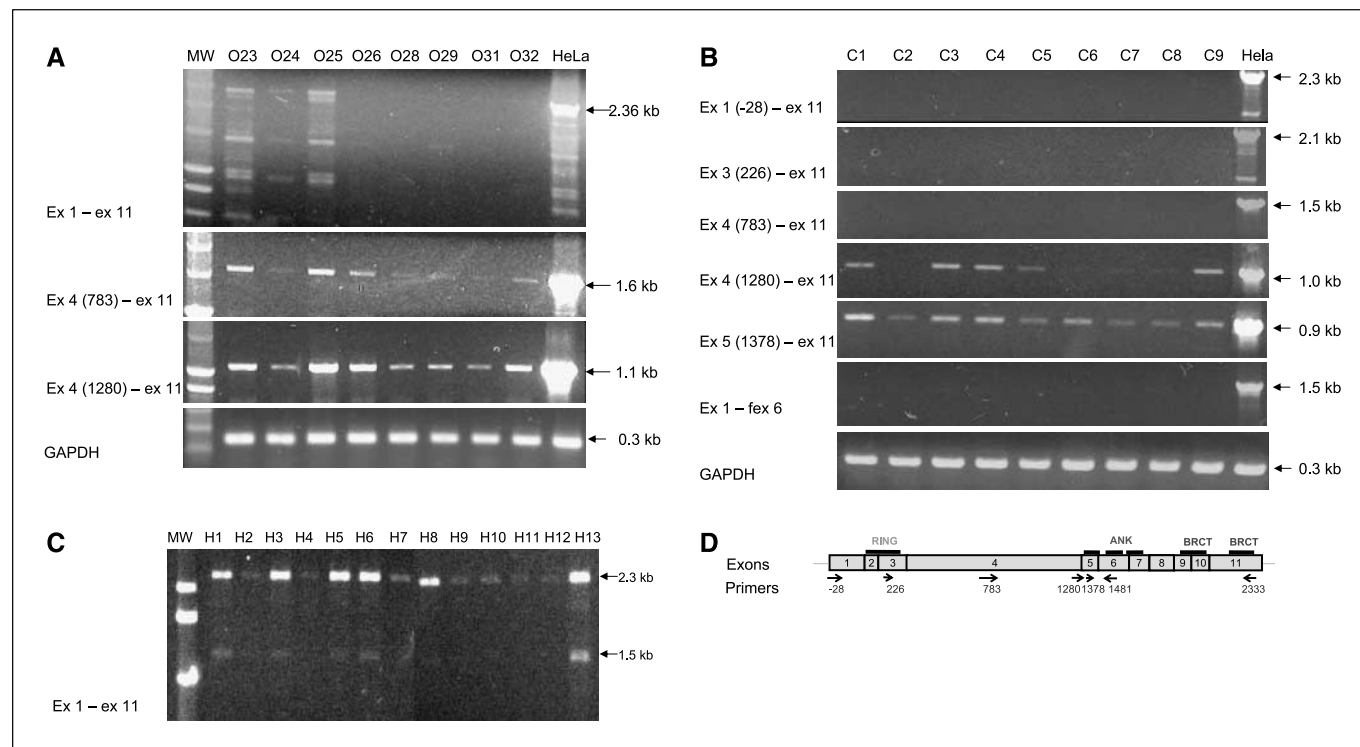 A
MW O23 O24 O25 O26 O28 O29 O31 O32 HeLa
2.36 kb
Ex 1 – ex 11
1.6 kb
Ex 4 (783) – ex 11
1.1 kb
Ex 4 (1280) – ex 11
0.3 kb
GAPDH
B
C1 C2 C3 C4 C5 C6 C7 C8 C9 Hela
2.3 kb
Ex 1 (-28) – ex 11
2.1 kb
Ex 3 (226) – ex 11
1.5 kb
Ex 4 (783) – ex 11
1.0 kb
Ex 4 (1280) – ex 11
0.9 kb
Ex 5 (1378) – ex 11
1.5 kb
Ex 1 – fex 6
0.3 kb
GAPDH
C
MW H1 H2 H3 H4 H5 H6 H7 H8 H9 H10 H11 H12 H13
2.3 kb
1.5 kb
Ex 1 – ex 11
D
RING ANK BRCT BRCT
Exons 1 2 3 4 5 6 7 8 9 10 11
Primers
-28 226 783 1280 1378 1481 2333